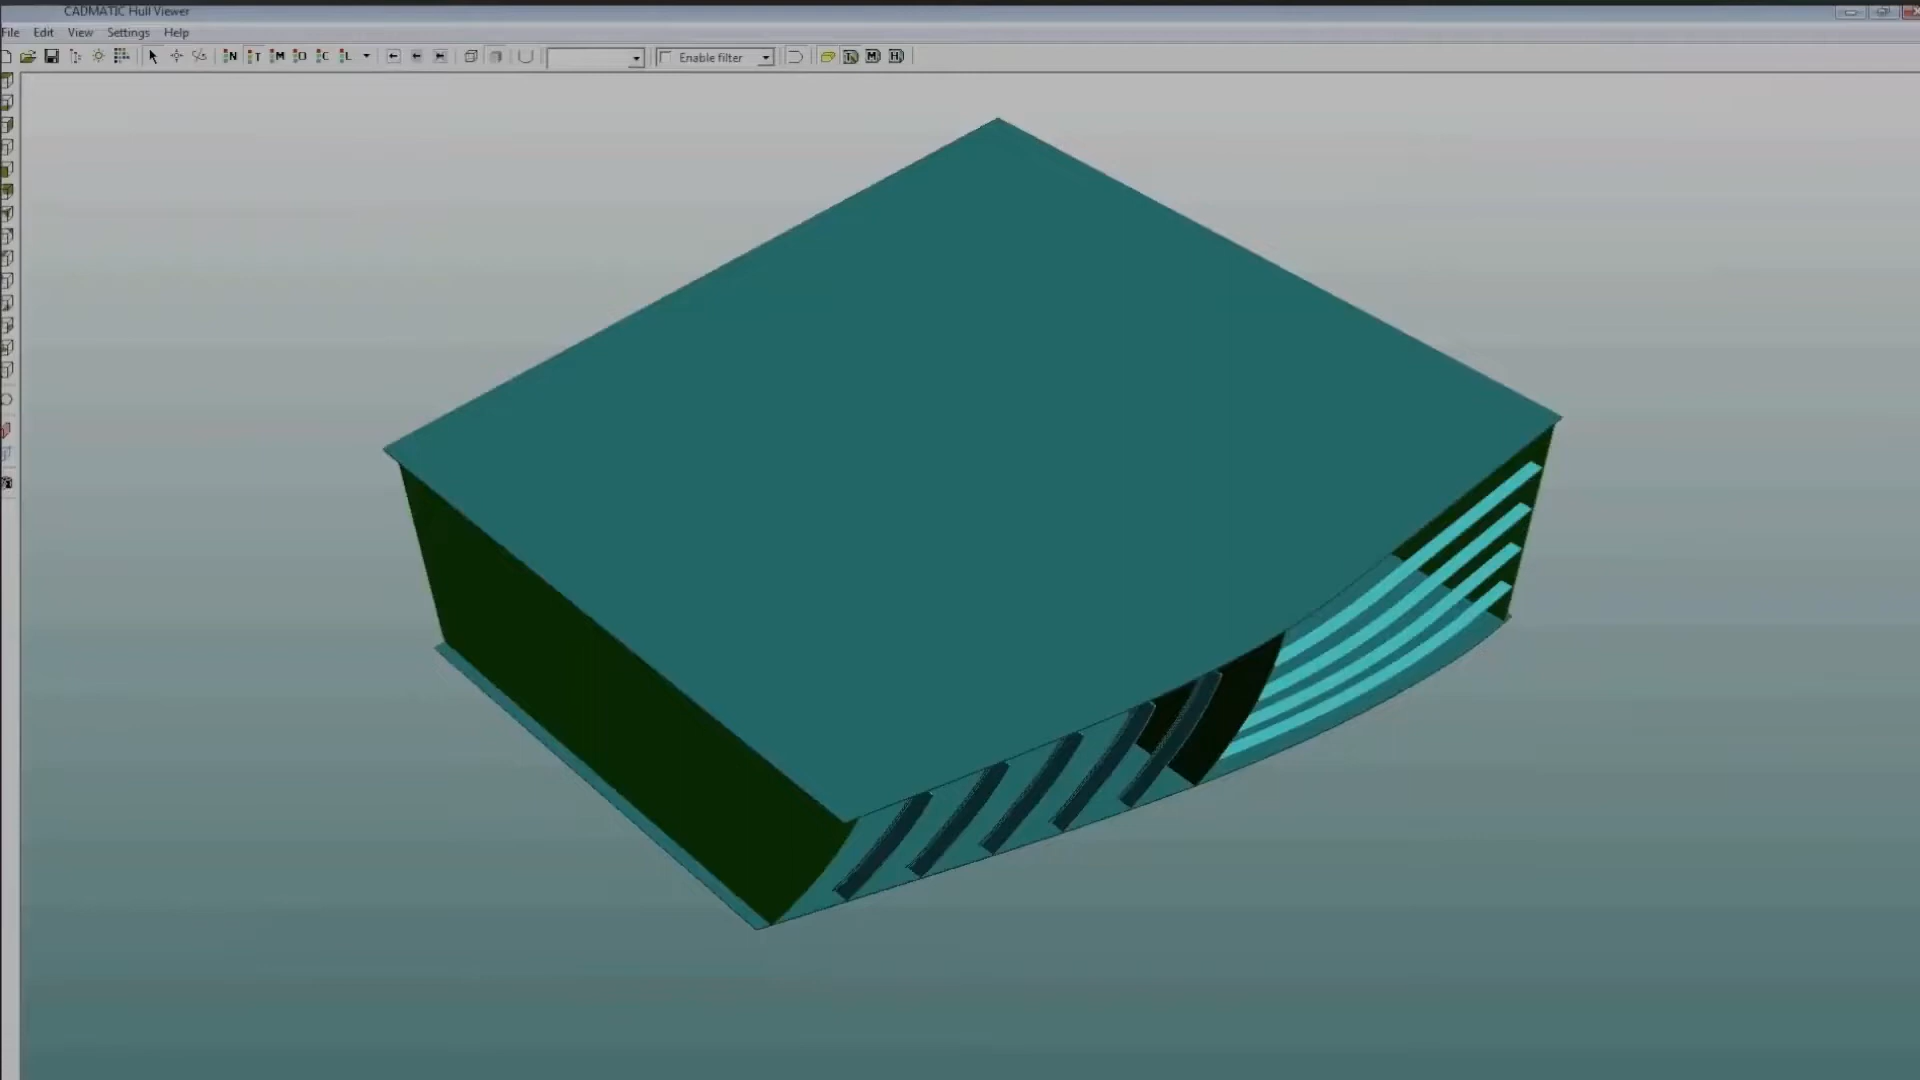 CADMATIC Hull Viewer
File Edit View Settings Help
N T M D C L Enable filter T M H